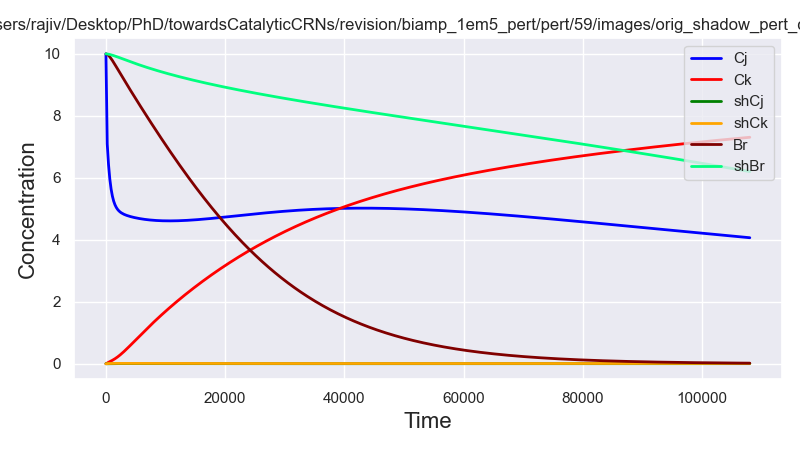 sers/rajiv/Desktop/PhD/towardsCatalyticCRNs/revision/biamp_1em5_pert/pert/59/images/orig_shadow_pert_
10
8
6
4
2
0
Concentration
0 20000 40000 60000 80000 100000
Time
Cj
Ck
shCj
shCk
Br
shBr